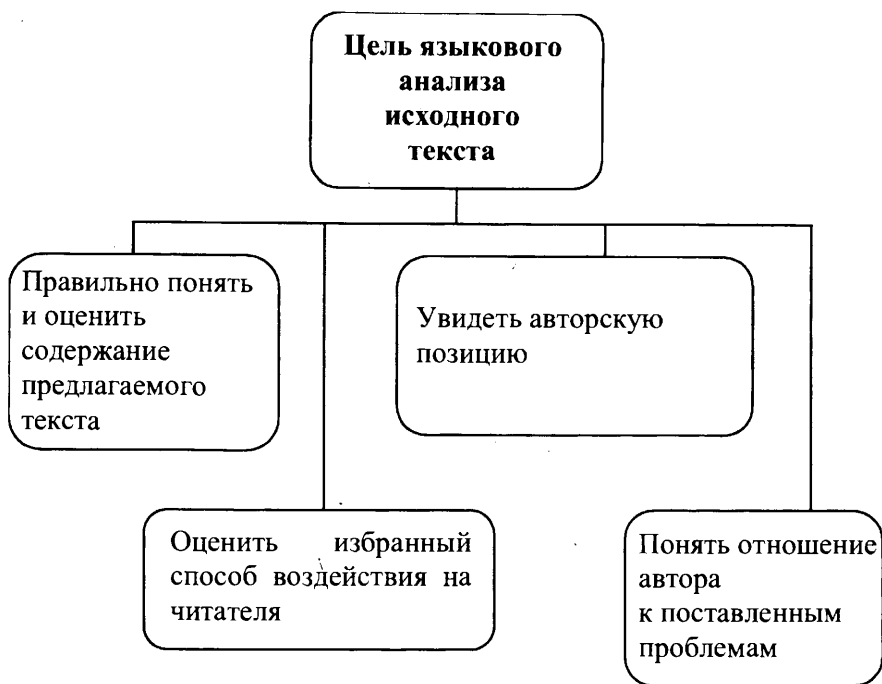 Цель языкового
анализа
исходного
текста
Правильно понять
и оценить
содержание
предлагаемого
текста
Увидеть авторскую
позицию
Оценить избранный
способ воздействия на
читателя
Понять отношение
автора
к поставленным
проблемам